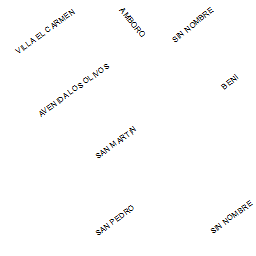 VILLA EL CARMEN
AMBORO
SIN NOMBRE
BENI
AVENIDA LOS OLIVOS
SAN MARTIN
SAN PEDRO
SIN NOMBRE